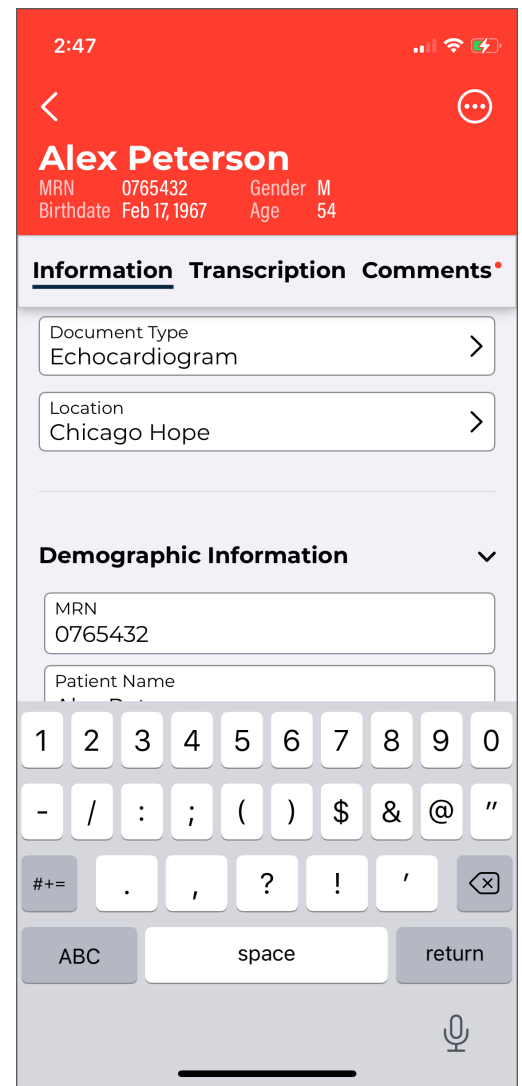 2:47
Alex Peterson
MRN 0765432 Gender M
Birthdate Feb 17, 1967 Age 54
Information Transcription Comments
Document Type
Echocardiogram
Location
Chicago Hope
Demographic Information
MRN
0765432
Patient Name
1 2 3 4 5 6 7 8 9 0
- / : ; ( ) $ & @ "
#+= . , ? ! '
ABC space return